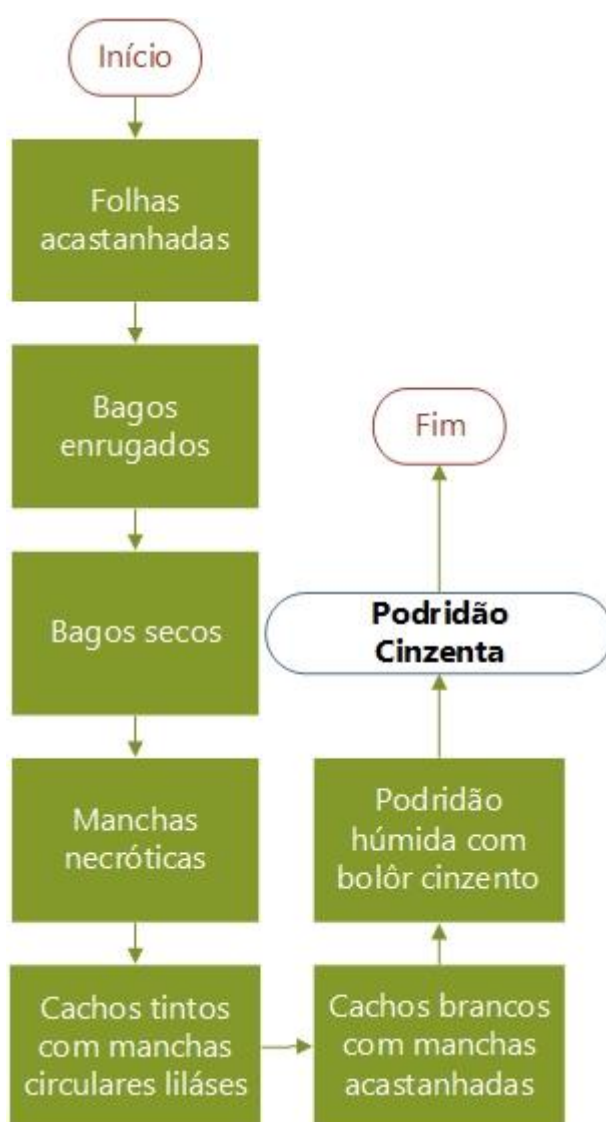 Início
Folhas
acastanhadas
Bagos
enrugados
Bagos secos
Manchas
necróticas
Cachos tintos
com manchas
circulares liláses
Cachos brancos
com manchas
acastanhadas
Podridão
húmida com
bolôr cinzento
Podridão
Cinzenta
Fim